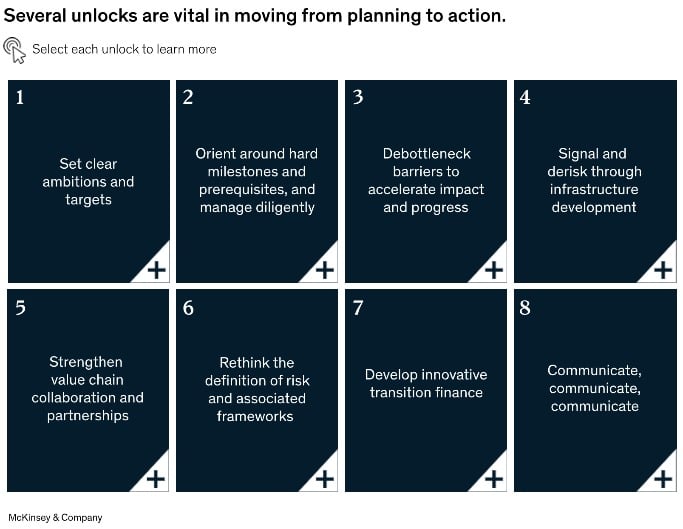 Several unlocks are vital in moving from planning to action.
Select each unlock to learn more
1
Set clear
ambitions and
targets
2
Orient around hard
milestones and
prerequisites, and
manage diligently
3
Debottleneck
barriers to
accelerate impact
and progress
4
Signal and
derisk through
infrastructure
development
5
Strengthen
value chain
collaboration and
partnerships
6
Rethink the
definition of risk
and associated
frameworks
7
Develop innovative
transition finance
8
Communicate,
communicate,
communicate
McKinsey & Company